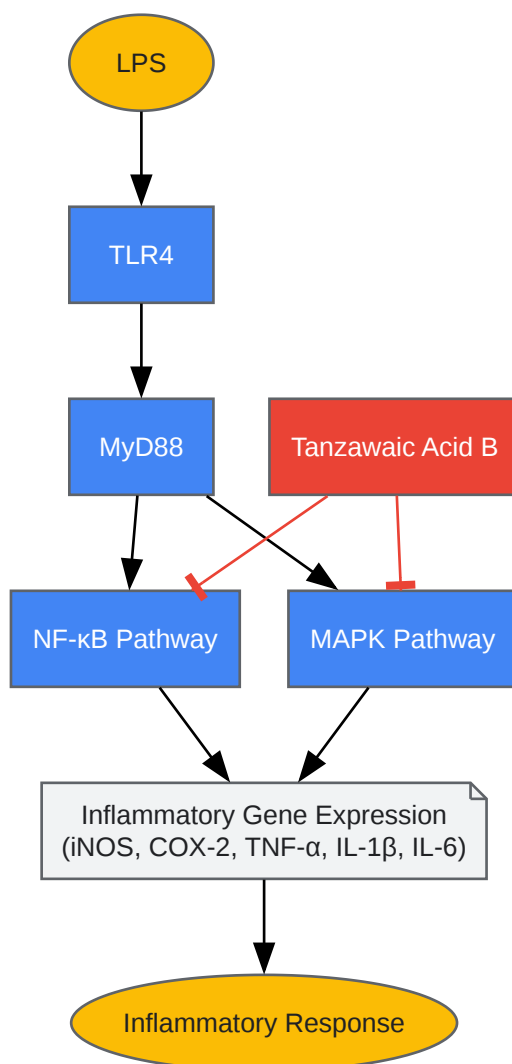 LPS
TLR4
MyD88
Tanzawaic Acid B
NF-κB Pathway
MAPK Pathway
Inflammatory Gene Expression
(iNOS, COX-2, TNF-α, IL-1β, IL-6)
Inflammatory Response